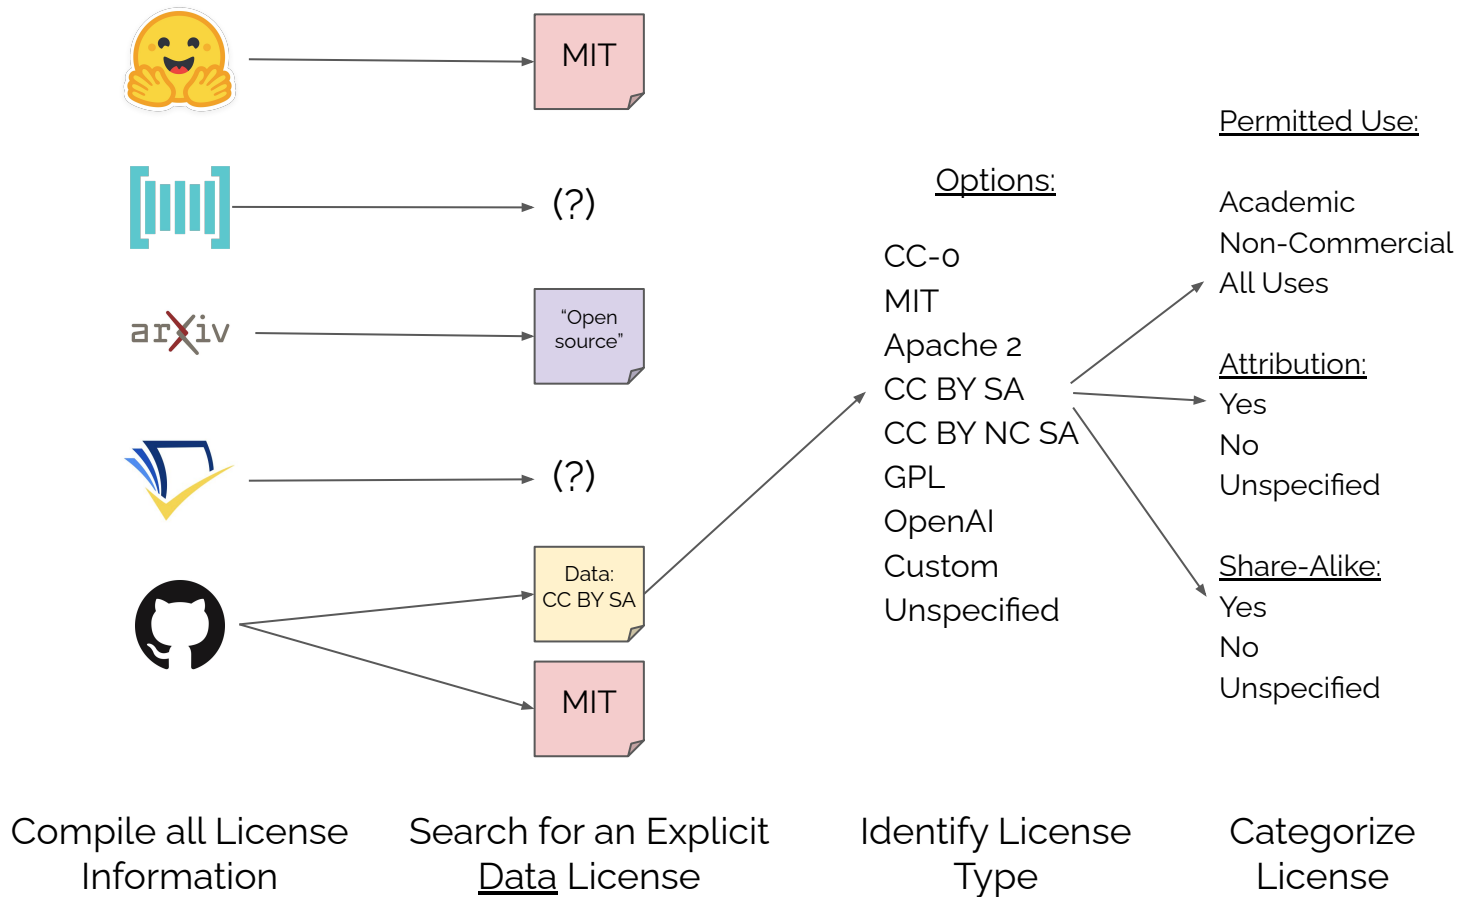 MIT
(?)
arXiv
“Open
source”
(?)
Data:
CC BY SA
MIT
Options:
CC-0
MIT
Apache 2
CC BY SA
CC BY NC SA
GPL
OpenAI
Custom
Unspecified
Permitted Use:
Academic
Non-Commercial
All Uses
Attribution:
Yes
No
Unspecified
Share-Alike:
Yes
No
Unspecified
Compile all License
Information
Search for an Explicit
Data License
Identify License
Type
Categorize
License